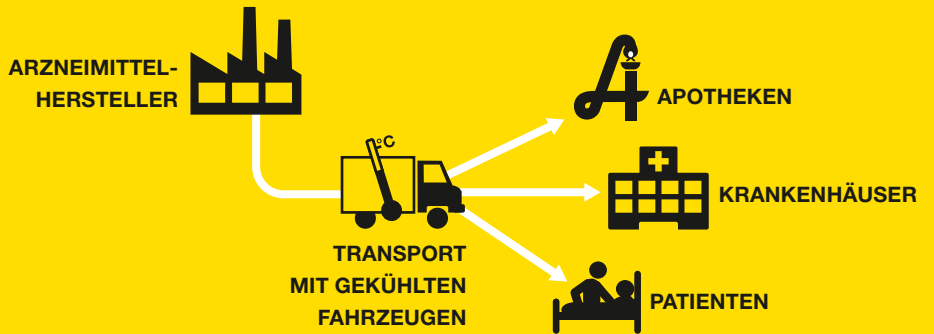 ARZNEIMITTEL-
HERSTELLER
°C
APOTHEKEN
KRANKENHÄUSER
TRANSPORT
MIT GEKÜHLTEN
FAHRZEUGEN
PATIENTEN